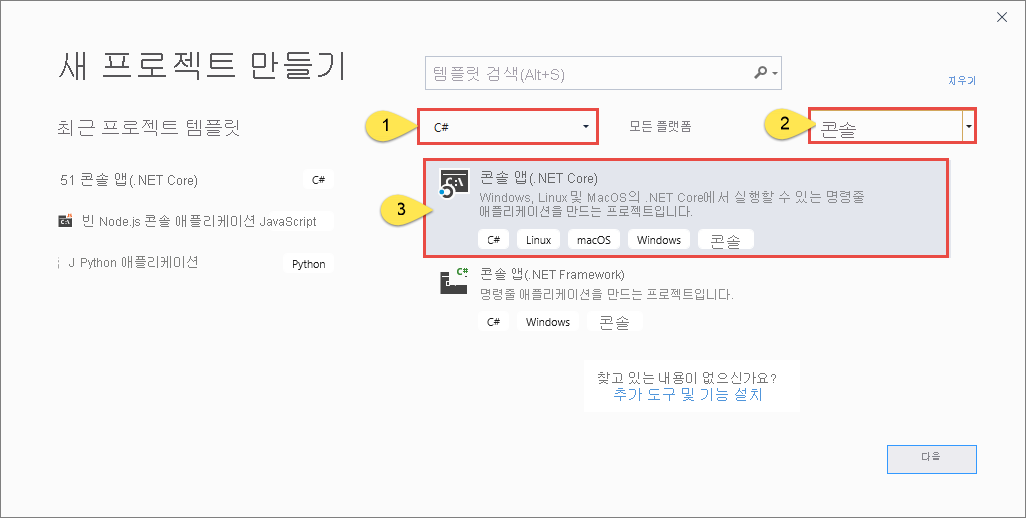 새 프로젝트 만들기
템플릿 검색(Alt+S)
지우기
최근 프로젝트 템플릿
1
C#
모든 플랫폼
2
콘솔
51 콘솔 앱(.NET Core)
C#
빈 Node.js 콘솔 애플리케이션 JavaScript
J Python 애플리케이션
Python
3
콘솔 앱(.NET Core)
Windows, Linux 및 MacOS의 .NET Core에서 실행할 수 있는 명령줄
애플리케이션을 만드는 프로젝트입니다.
C# Linux macOS Windows 콘솔
C#
콘솔 앱(.NET Framework)
명령줄 애플리케이션을 만드는 프로젝트입니다.
C# Windows 콘솔
찾고 있는 내용이 없으신가요?
추가 도구 및 기능 설치
다음